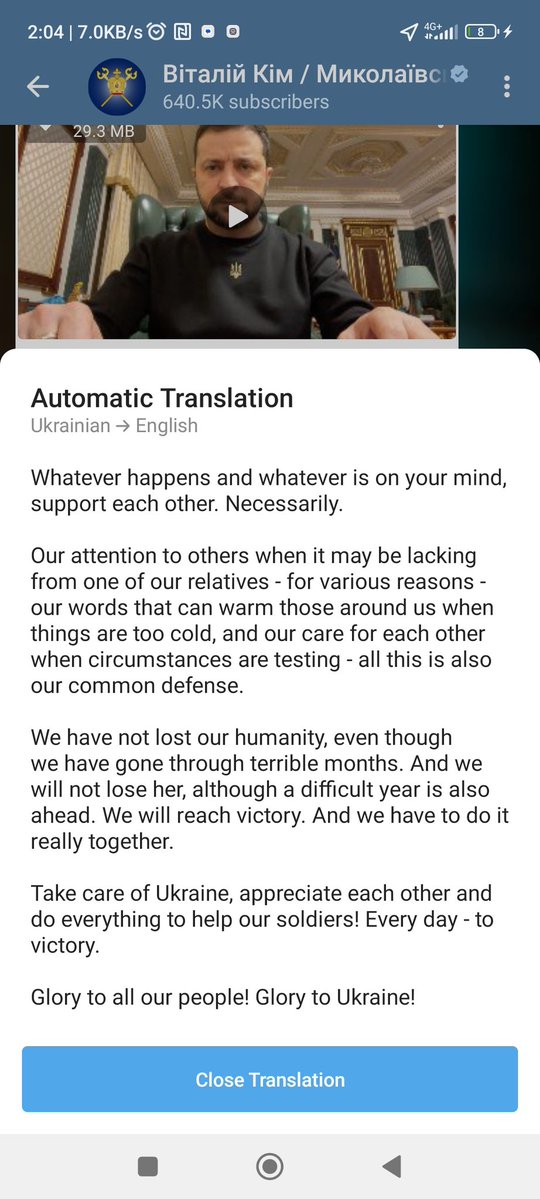 2:04 | 7.0KB/s
4G+
8
Віталій Кім / Миколаївс
640.5K subscribers
29.3 MB
Automatic Translation
Ukrainian → English
Whatever happens and whatever is on your mind,
support each other. Necessarily.
Our attention to others when it may be lacking
from one of our relatives - for various reasons -
our words that can warm those around us when
things are too cold, and our care for each other
when circumstances are testing - all this is also
our common defense.
We have not lost our humanity, even though
we have gone through terrible months. And we
will not lose her, although a difficult year is also
ahead. We will reach victory. And we have to do it
really together.
Take care of Ukraine, appreciate each other and
do everything to help our soldiers! Every day - to
victory.
Glory to all our people! Glory to Ukraine!
Close Translation